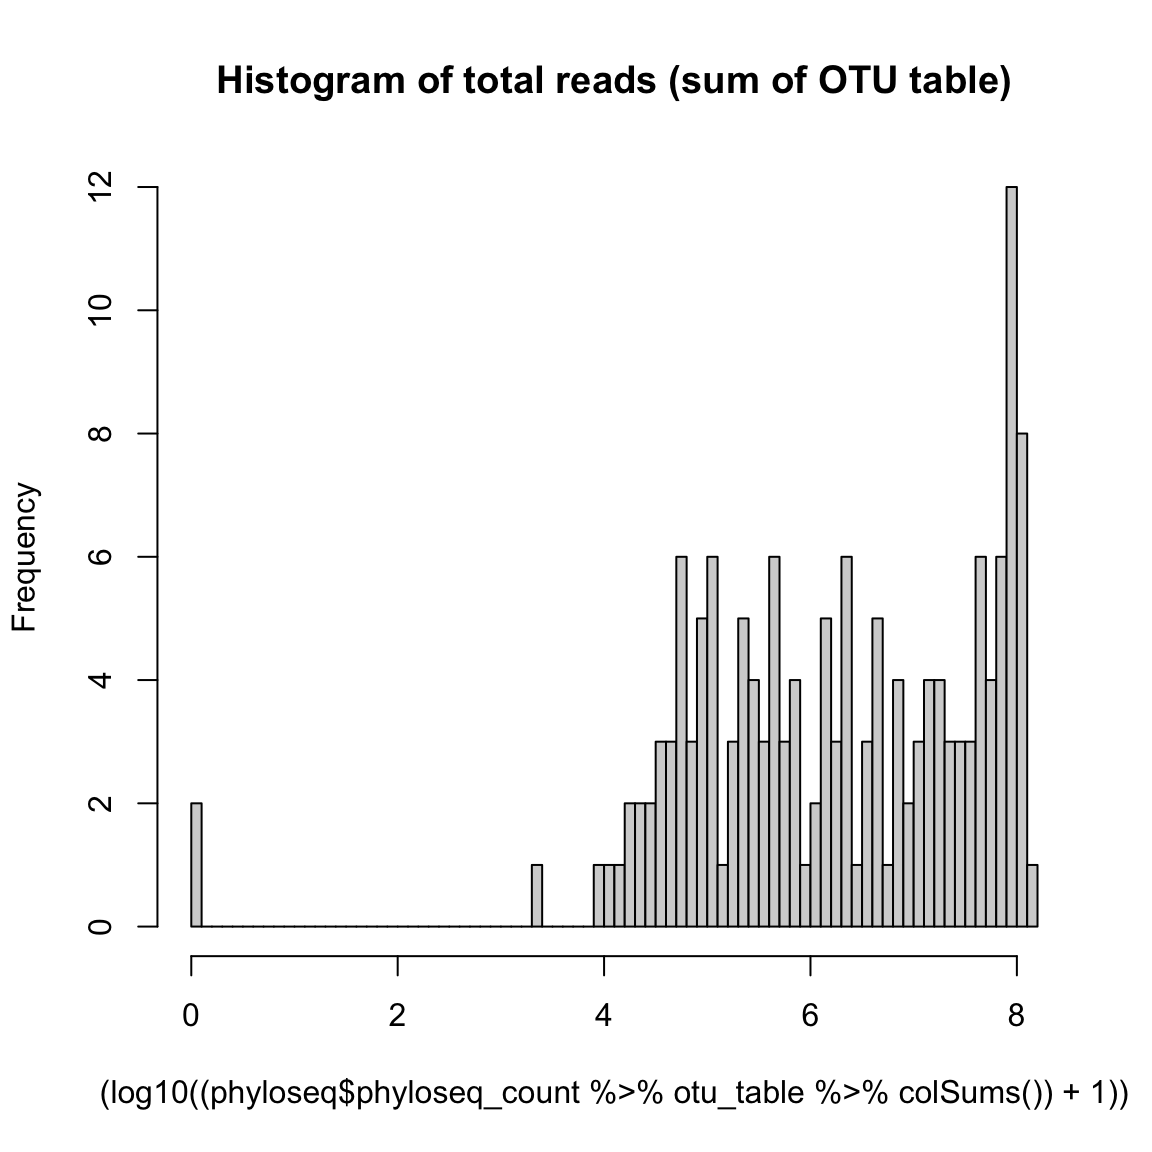 Histogram of total reads (sum of OTU table)
12
10
8
6
4
2
0
Frequency
0 2 4 6 8
(log10((phyloseq$phyloseq_count %>% otu_table %>% colSums()) + 1))